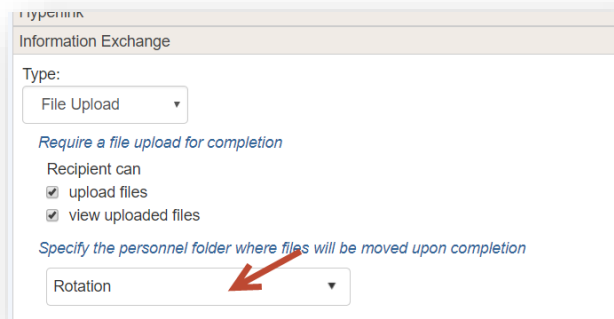 Hyperlink
Information Exchange
Type:
File Upload
Require a file upload for completion
Recipient can
upload files
view uploaded files
Specify the personnel folder where files will be moved upon completion
Rotation